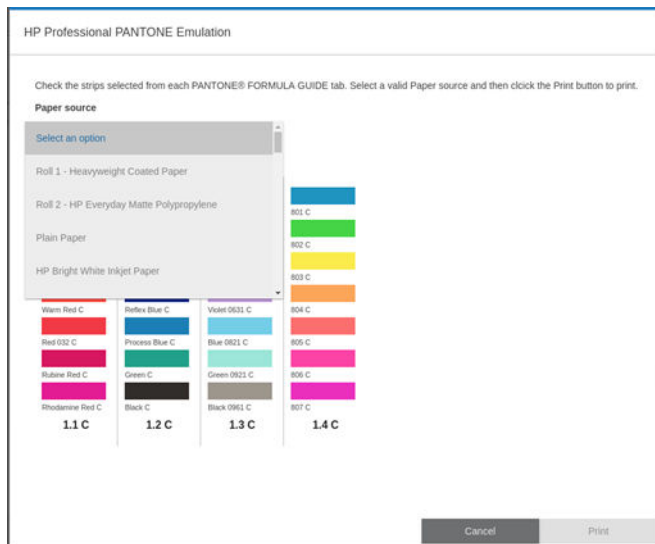 HP Professional PANTONE Emulation
Check the strips selected from each PANTONE® FORMULA GUIDE tab. Select a valid Paper source and then clcick the Print button to print.
Paper source
Select an option
Roll 1 - Heavyweight Coated Paper
Roll 2 - HP Everyday Matte Polypropylene
Plain Paper
HP Bright White Inkjet Paper
801 C
802 C
803 C
Warm Red C Reflex Blue C Violet 0631 C 804 C
Red 032 C Process Blue C Blue 0821 C 805 C
Rubine Red C Green C Green 0921 C 806 C
Rhodamine Red C Black C Black 0961 C 807 C
1.1 C 1.2 C 1.3 C 1.4 C
Cancel Print